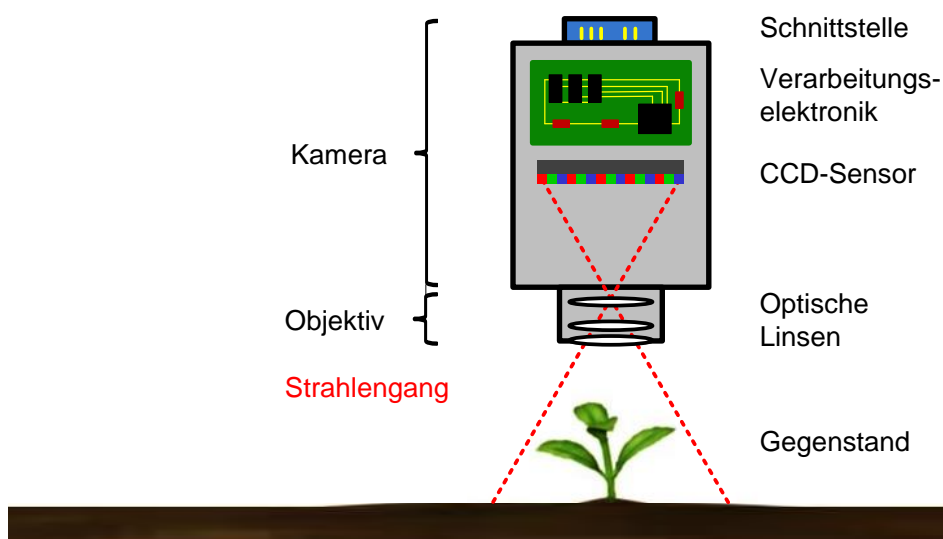 Schnittstelle
Verarbeitungs-
elektronik
Kamera
CCD-Sensor
Objektiv
Optische
Linsen
Strahlengang
Gegenstand